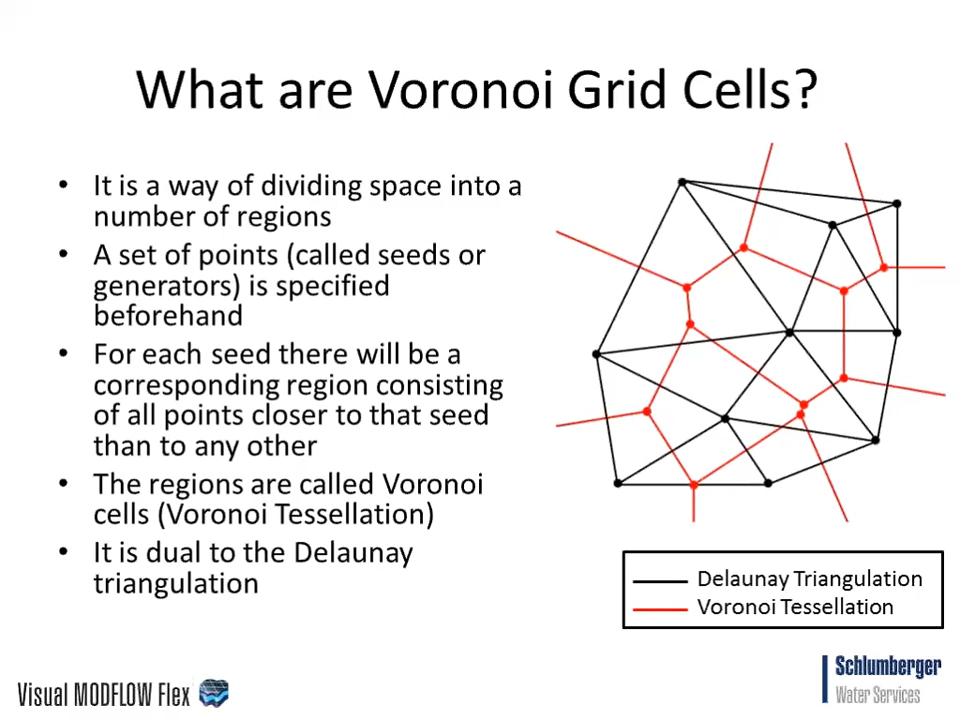 What are Voronoi Grid Cells?
• It is a way of dividing space into a
number of regions
• A set of points (called seeds or
generators) is specified
beforehand
• For each seed there will be a
corresponding region consisting
of all points closer to that seed
than to any other
• The regions are called Voronoi
cells (Voronoi Tessellation)
• It is dual to the Delaunay
triangulation
Delaunay Triangulation
Voronoi Tessellation
Visual MODFLOW Flex
Schlumberger
Water Services